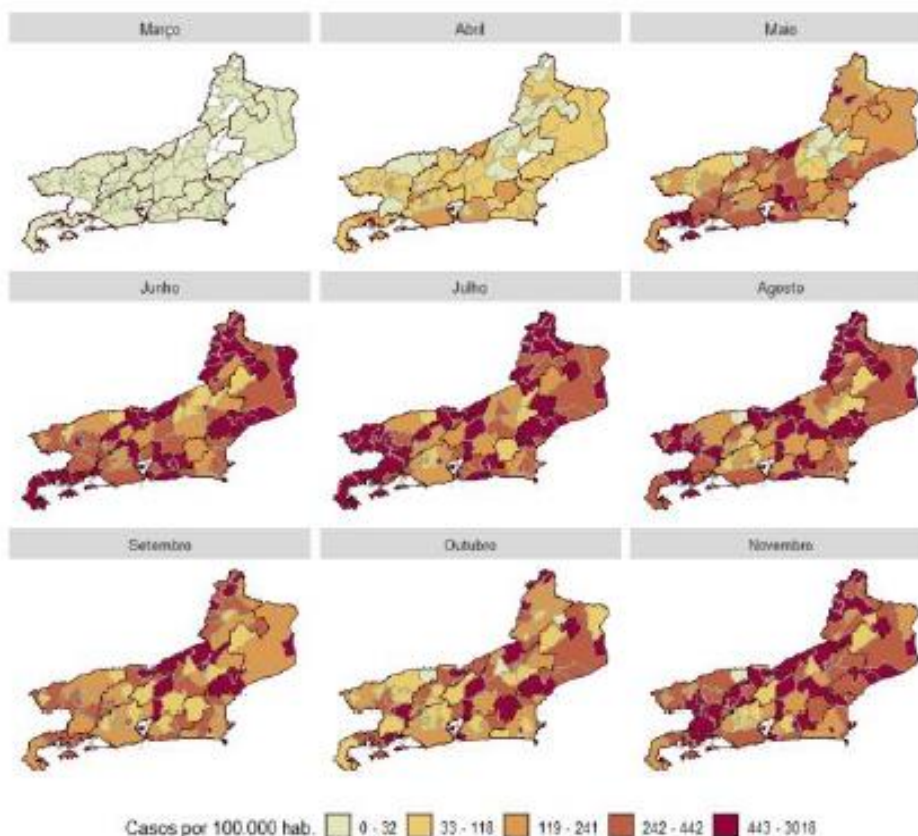 Março Abril Maio
Junho Julho Agosto
Setembro Outubro Novembro
Casos por 100.000 hab. 0 - 32 33 - 118 119 - 241 242 - 442 443 - 3018